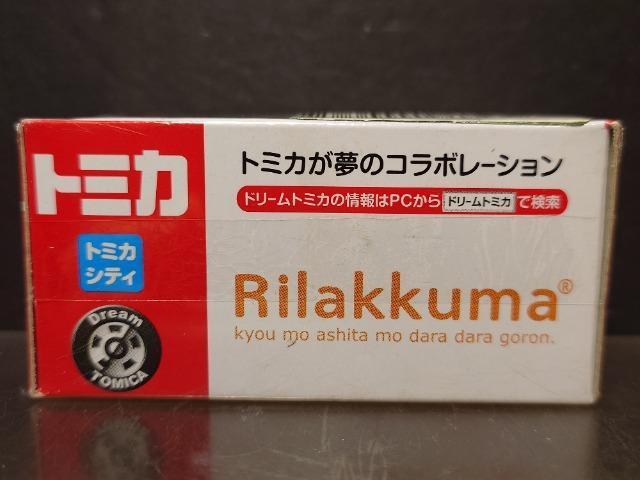 トミカ
トミカ
シティ
Dream
TOMICA
トミカが夢のコラボレーション
ドリームトミカの情報はPCから ドリームトミカ で検索
Rilakkuma®
kyou mo ashita mo dara dara goron.